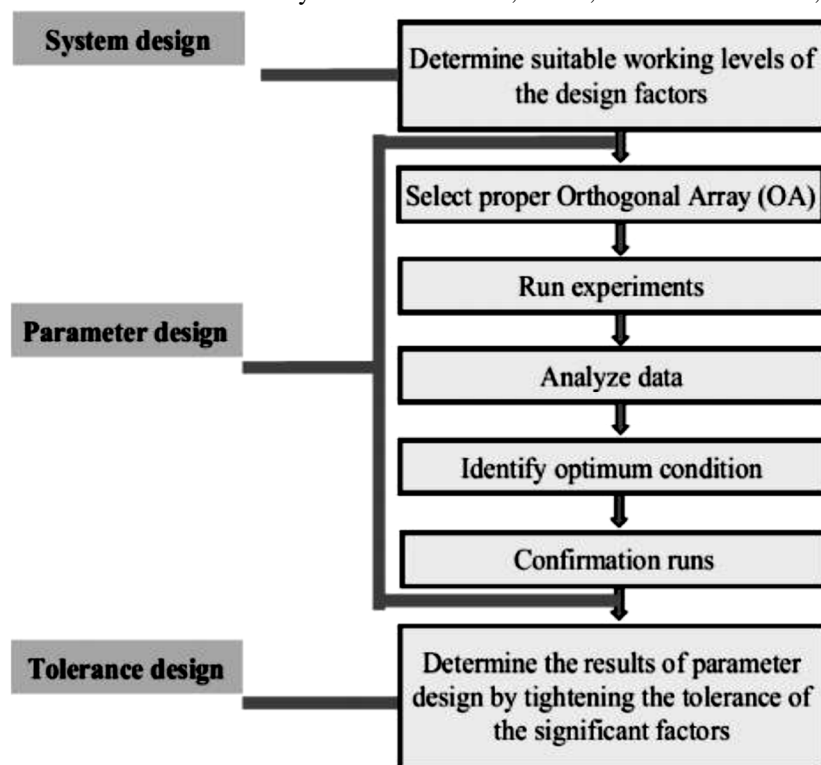 System design
Determine suitable working levels of
the design factors
Select proper Orthogonal Array (OA)
Run experiments
Parameter design
Analyze data
Identify optimum condition
Confirmation runs
Tolerance design
Determine the results of parameter
design by tightening the tolerance of
the significant factors